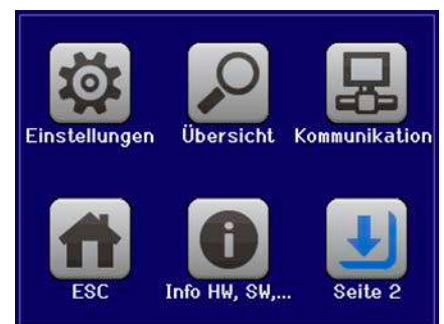 Einstellungen
Übersicht
Kommunikation
ESC
Info HW, SW,...
Seite 2